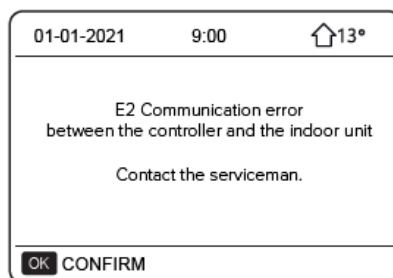 01-01-2021 9:00 13°
E2 Communication error
between the controller and the indoor unit
Contact the serviceman.
OK CONFIRM